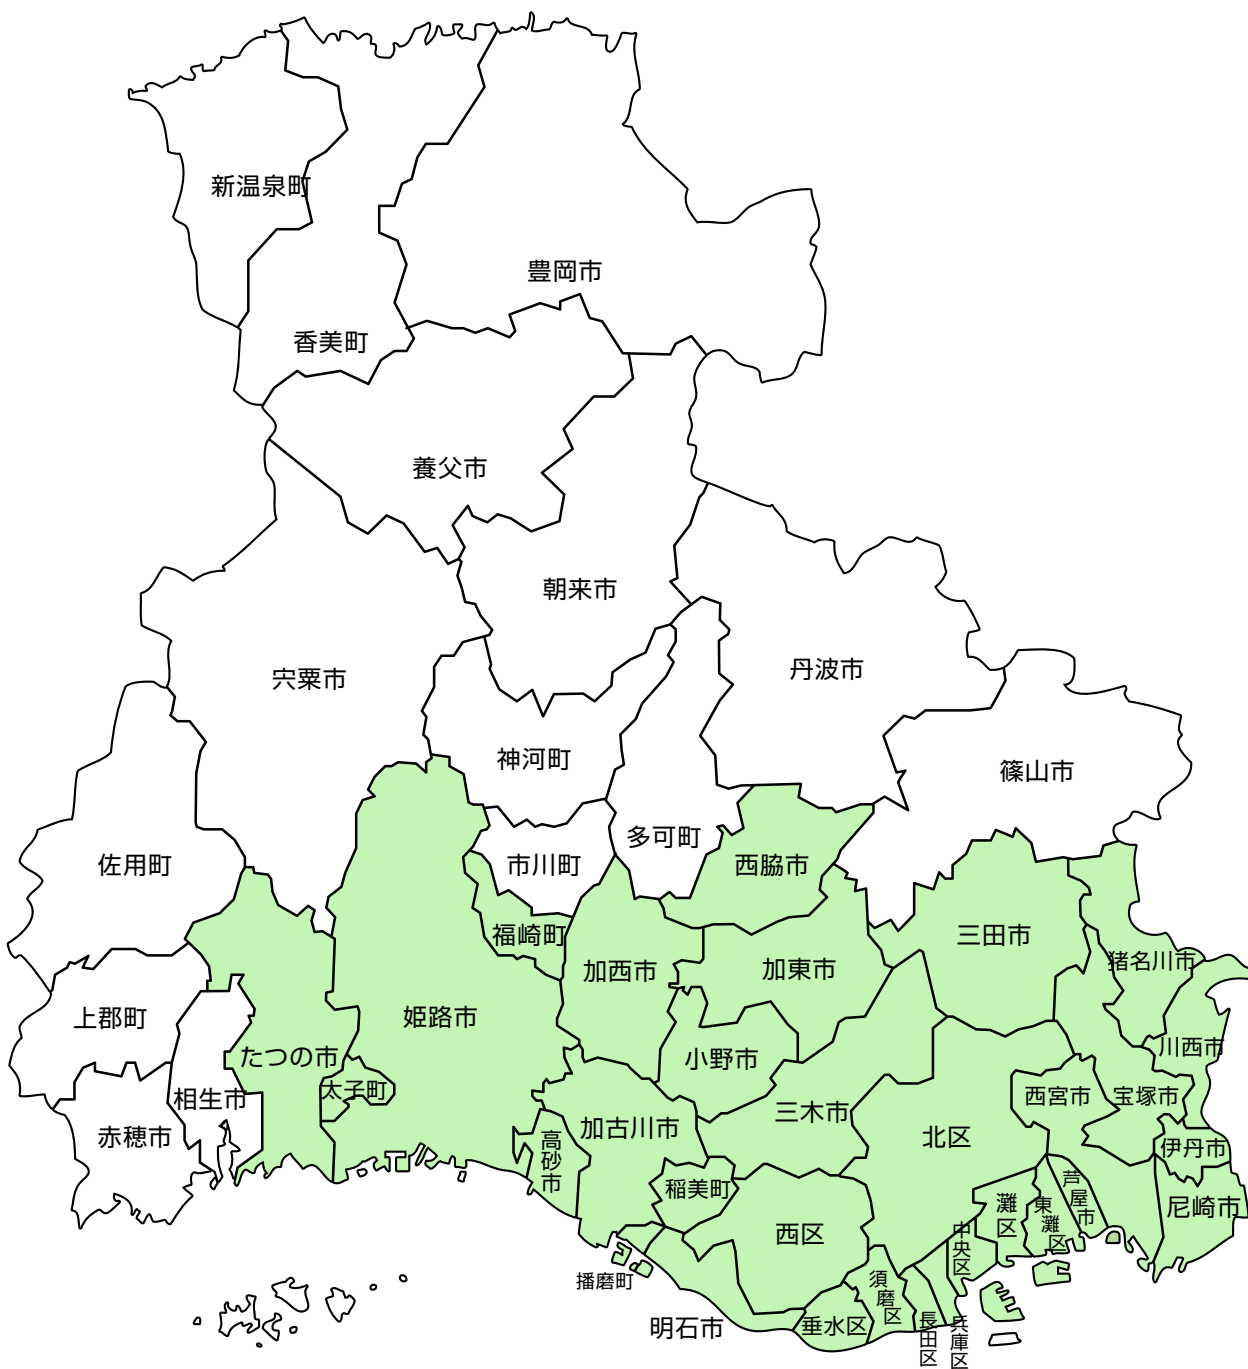 新温泉町
豊岡市
香美町
養父市
朝来市
宍粟市
丹波市
神河町
篠山市
多可町
佐用町
市川町
西脇市
福崎町
三田市
加西市
加東市
猪名川市
上郡町
姫路市
たつの市
小野市
川西市
太子町
相生市
西宮市
宝塚市
赤穂市
加古川市
三木市
北区
高砂市
伊丹市
稲美町
芦屋市
灘区
東灘区
尼崎市
西区
中央区
播磨町
須磨区
明石市
垂水区
長田区
兵庫区